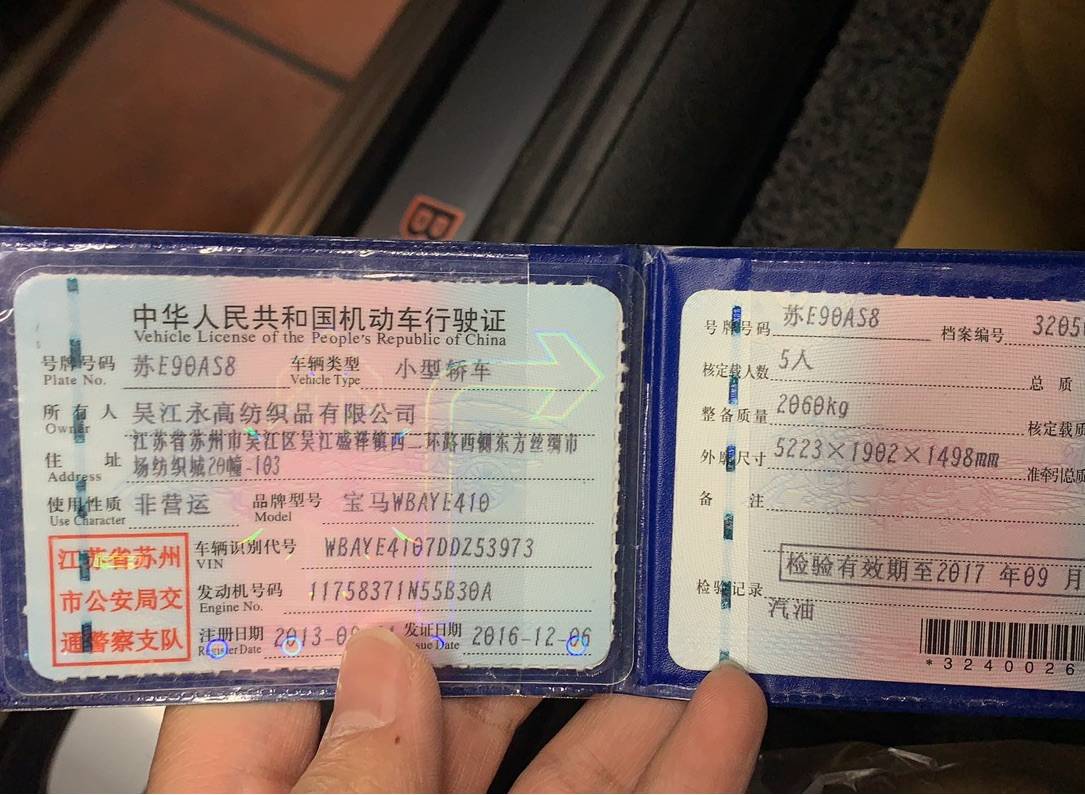 B
中华人民共和国机动车行驶证
Vehicle License of the People's Republic of China
号牌号码 苏E90AS8 车辆类型 小型轿车
Plate No. Vehicle Type
所有人 吴江永高纺织品有限公司
Owner
江苏省苏州市吴江区吴江盛泽镇西二环路西侧东方丝绸市
住址 场纺织城20幢-103
Address
使用性质 非营运 品牌型号 宝马WBAYE410
Use Character Model
江苏省苏州
市公安局交
通警察支队
车辆识别代号 WBAYE4107DDZ53973
VIN
发动机号码 11758371N55B30A
Engine No.
注册日期 2013-0 发证日期 2016-12-06
Register Date sue Date
号牌号码 苏E90AS8 档案编号 3205
核定载人数 5人 总质
整备质量 2060kg 核定载质
外廓尺寸 5223×1902×1498mm 准牵引总质
备注
检验有效期至2017 年09 月
检验记录
汽油
*3240026